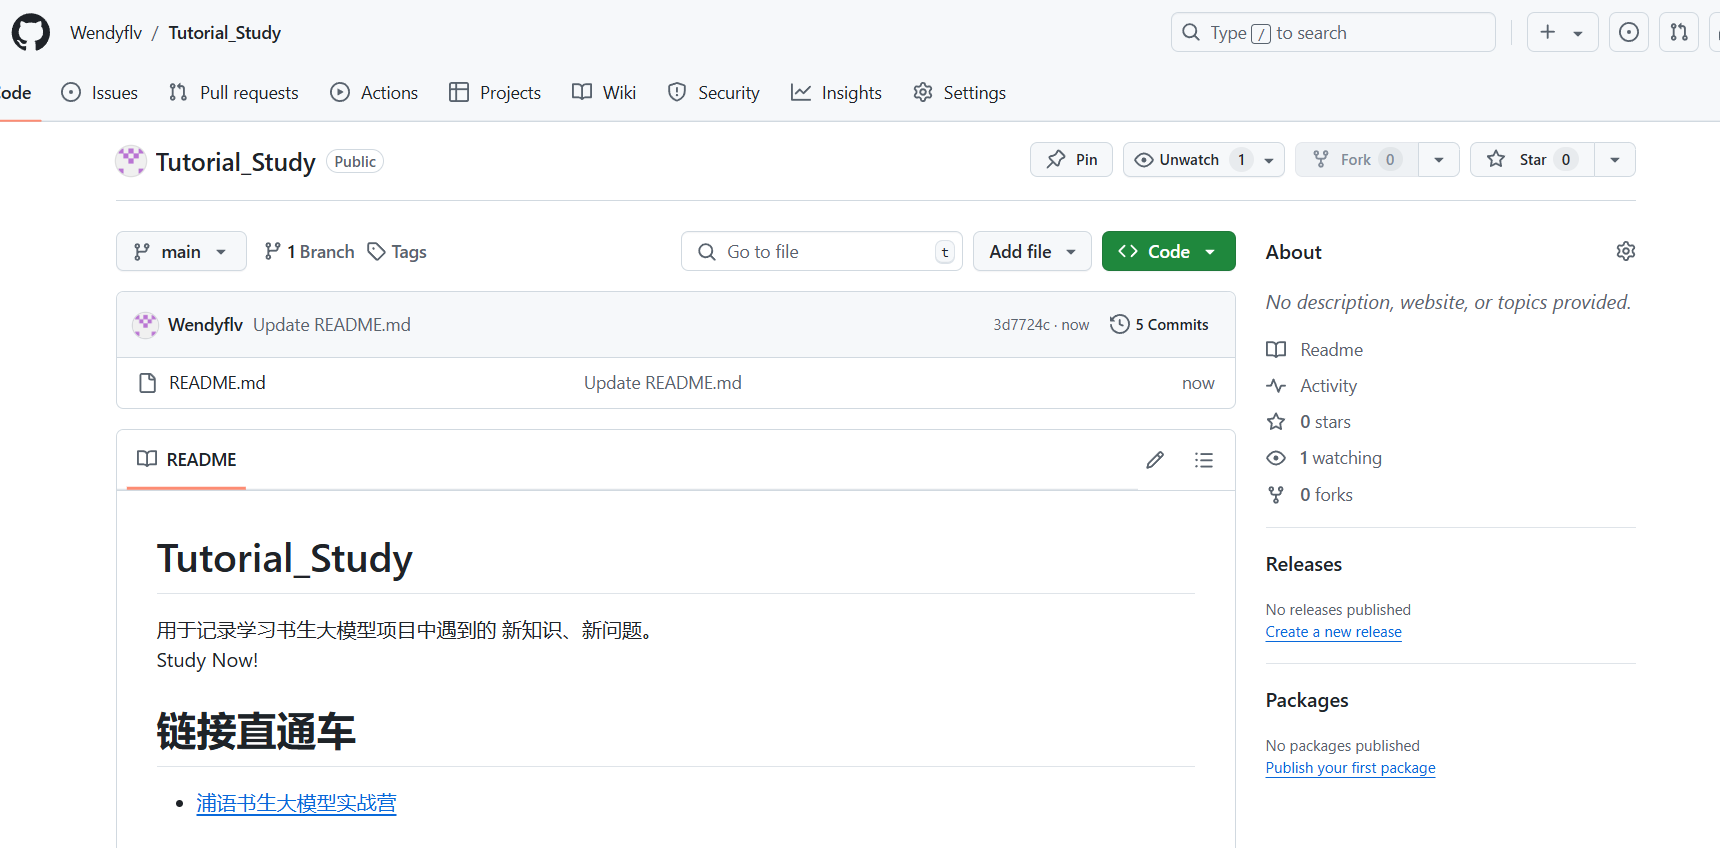 Wendyflv / Tutorial_Study
Type / to search
ode
Issues
Pull requests
Actions
Projects
Wiki
Security
Insights
Settings
Tutorial_Study Public
Pin
Unwatch 1
Fork 0
Star 0
main
1 Branch
Tags
Go to file t
Add file
Code
Wendyflv Update README.md
3d7724c · now
5 Commits
README.md
Update README.md
now
README
Tutorial_Study
用于记录学习书生大模型项目中遇到的 新知识、新问题。
Study Now!
链接直通车
浦语书生大模型实战营
About
No description, website, or topics provided.
Readme
Activity
0 stars
1 watching
0 forks
Releases
No releases published
Create a new release
Packages
No packages published
Publish your first package